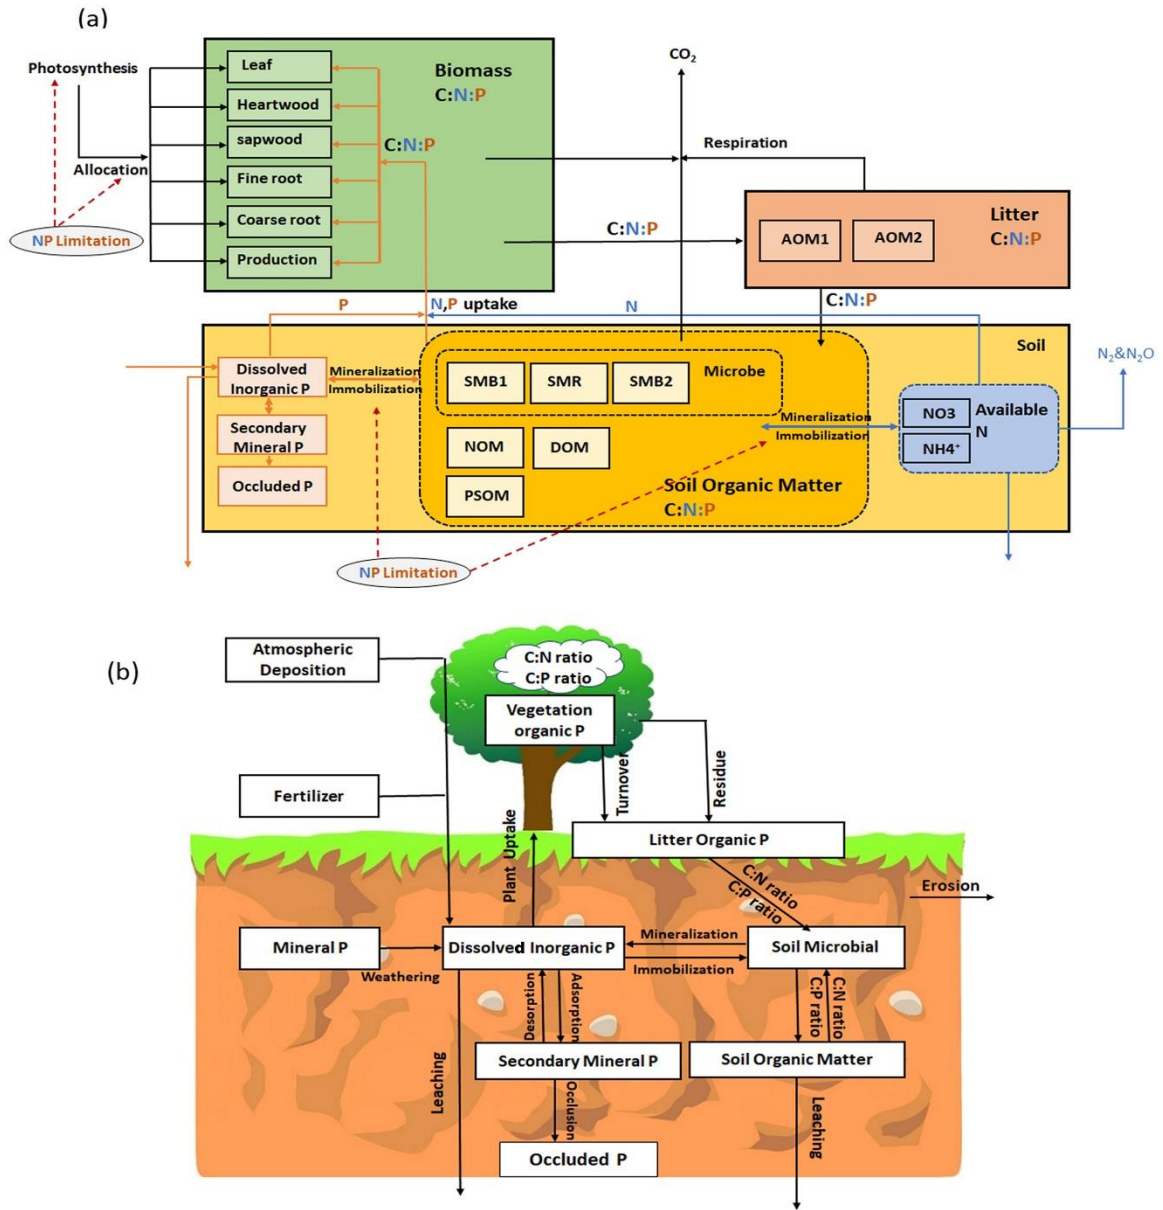 (a)
Photosynthesis
Allocation
NP Limitation
Leaf
Heartwood
sapwood
Fine root
Coarse root
Production
Biomass
C:N:P
C:N:P
CO2
Respiration
C:N:P
AOM1
AOM2
Litter
C:N:P
C:N:P
P
N,P uptake
N
Soil
N2&N2O
Dissolved
Inorganic P
Mineralization
Immobilization
Secondary
Mineral P
Occluded P
SMB1
SMR
SMB2
Microbe
NOM
DOM
PSOM
Mineralization
Immobilization
Soil Organic Matter
C:N:P
NO3
NH4+
Available
N
NP Limitation
(b)
Atmospheric
Deposition
Fertilizer
C:N ratio
C:P ratio
Vegetation
organic P
Turnover
Residue
Litter Organic P
Plant Uptake
C:N ratio
C:P ratio
Erosion
Mineral P
Weathering
Dissolved Inorganic P
Mineralization
Immobilization
Soil Microbial
Desorption
Adsorption
C:P ratio
C:N ratio
Secondary Mineral P
Soil Organic Matter
Leaching
Occlusion
Leaching
Occluded P